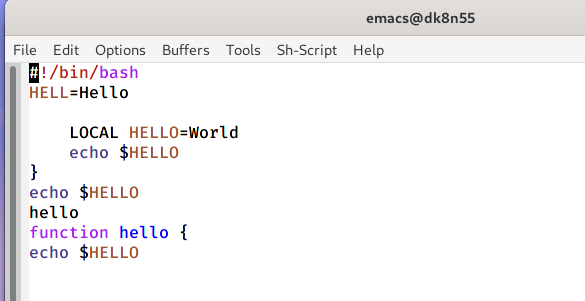 emacs@dk8n55
File Edit Options Buffers Tools Sh-Script Help
#!/bin/bash
HELL=Hello
LOCAL HELLO=World
echo $HELLO
}
echo $HELLO
hello
function hello {
echo $HELLO